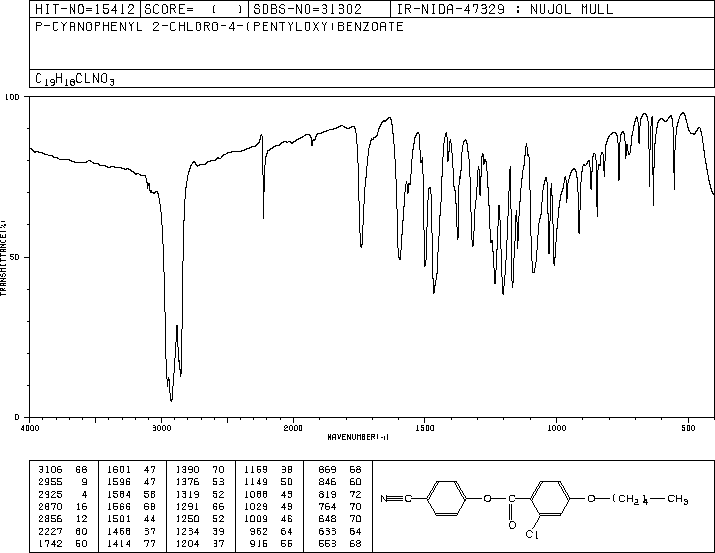 HIT-NO=15412 SCORE= ( ) SDBS-NO=31302 IR-NIDA-47329 : NUJOL MULL
P-CYANOPHENYL 2-CHLORO-4-(PENTYLOXY)BENZOATE
C19H18CLNO3
100
50
0
TRANSMITTANCE(%)
4000 3000 2000 1500 1000 500
WAVENUMBER(-1)
3106 68 1601 47 1390 70 1169 38 869 68
2955 9 1596 47 1376 53 1149 50 846 60
2925 4 1584 58 1319 52 1088 43 819 72
2870 16 1566 68 1291 66 1029 49 764 70
2856 12 1501 44 1250 52 1009 46 648 70
2227 60 1468 37 1234 39 962 64 633 64
1742 50 1414 77 1204 37 916 55 553 68
N C O C O (CH2)4 CH3
O
Cl